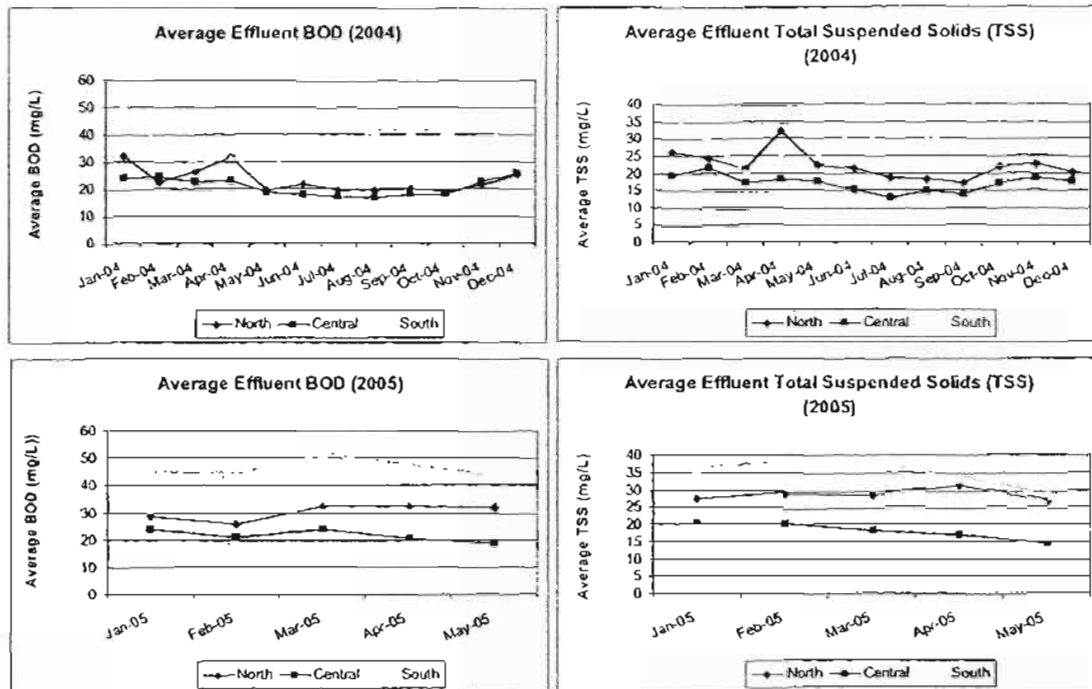 Average Effluent BOD (2004)
Average BOD (mg/L)
60
50
40
30
20
10
0
Jan-04
Feb-04
Mar-04
Apr-04
May-04
Jun-04
Jul-04
Aug-04
Sep-04
Oct-04
Nov-04
Dec-04
North Central South
Average Effluent Total Suspended Solids (TSS)
(2004)
Average TSS (mg/L)
40
35
30
25
20
15
10
5
0
Jan-04
Feb-04
Mar-04
Apr-04
May-04
Jun-04
Jul-04
Aug-04
Sep-04
Oct-04
Nov-04
Dec-04
North Central South
Average Effluent BOD (2005)
Average BOD (mg/L))
60
50
40
30
20
10
0
Jan-05
Feb-05
Mar-05
Apr-05
May-05
North Central South
Average Effluent Total Suspended Solids (TSS)
(2005)
Average TSS (mg/L)
40
35
30
25
20
15
10
5
0
Jan-05
Feb-05
Mar-05
Apr-05
May-05
North Central South